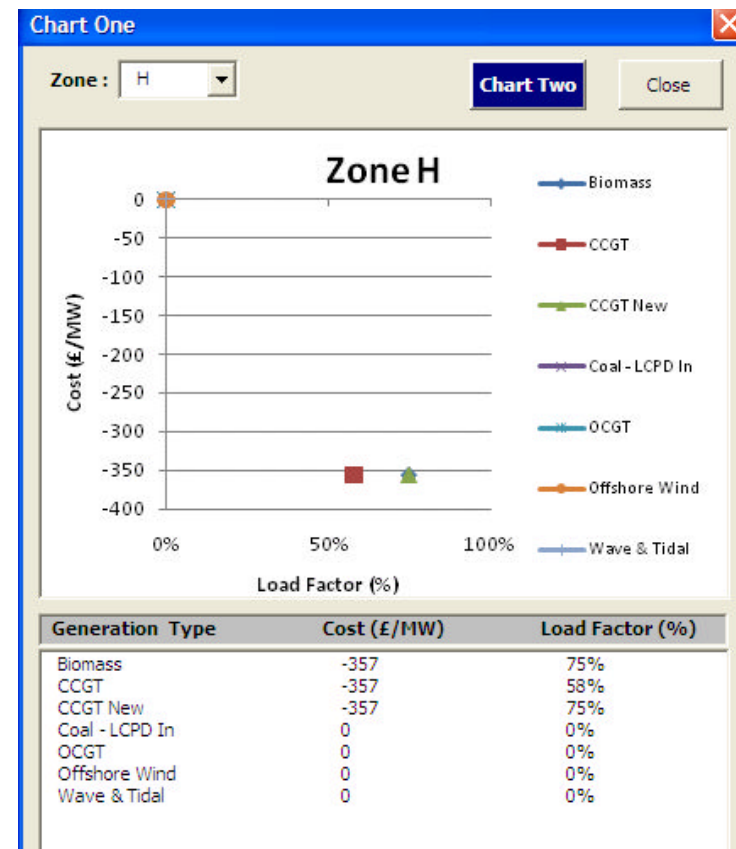 Chart One
Zone : H
Chart Two
Close
Zone H
Cost (£/MW)
0
-50
-100
-150
-200
-250
-300
-350
-400
0% 50% 100%
Load Factor (%)
Biomass
CCGT
CCGT New
Coal - LCPD In
OCGT
Offshore Wind
Wave & Tidal
Generation Type Cost (£/MW) Load Factor (%)
Biomass -357 75%
CCGT -357 58%
CCGT New -357 75%
Coal - LCPD In 0 0%
OCGT 0 0%
Offshore Wind 0 0%
Wave & Tidal 0 0%